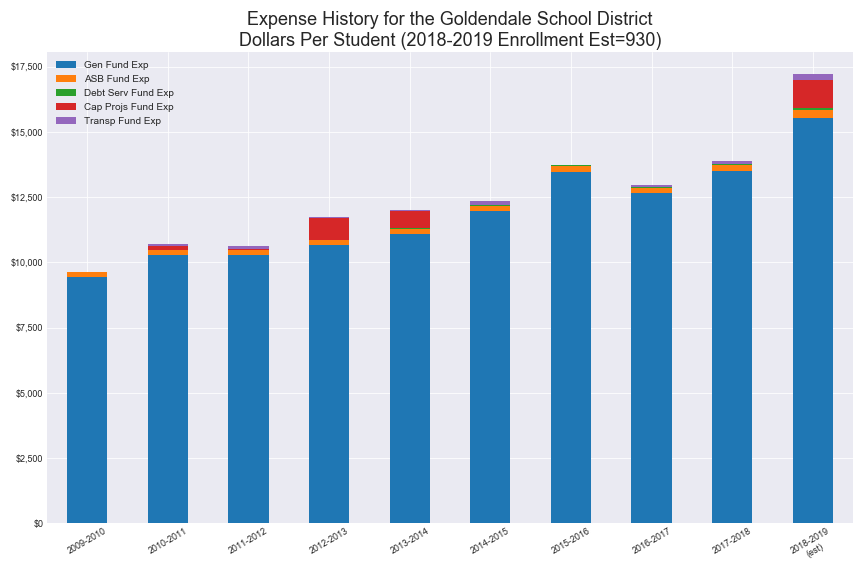 Expense History for the Goldendale School District
Dollars Per Student (2018-2019 Enrollment Est=930)
Gen Fund Exp
ASB Fund Exp
Debt Serv Fund Exp
Cap Projs Fund Exp
Transp Fund Exp
$17,500
$15,000
$12,500
$10,000
$7,500
$5,000
$2,500
$0
2009-2010
2010-2011
2011-2012
2012-2013
2013-2014
2014-2015
2015-2016
2016-2017
2017-2018
2018-2019
(est)